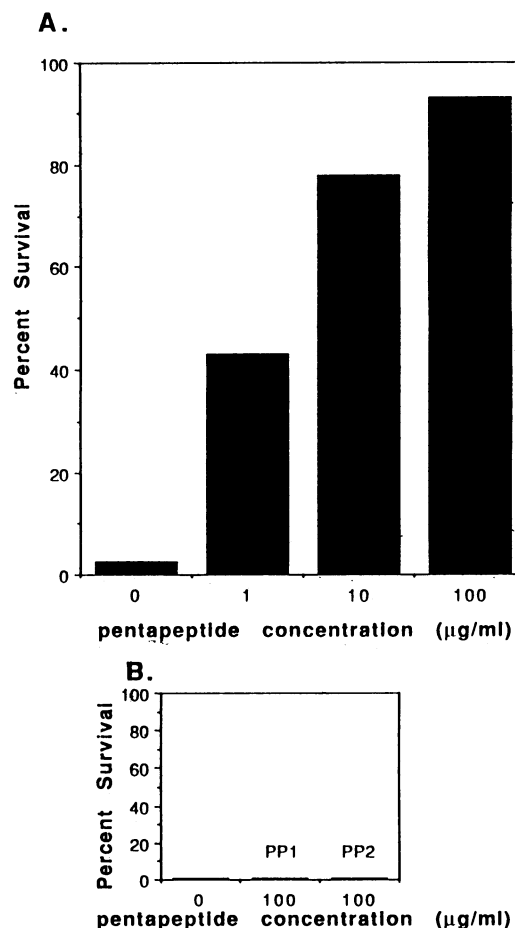 A.
100
80
60
40
20
0
Percent Survival
0 1 10 100
pentapeptide concentration (µg/ml)
B.
100
80
60
40
20
0
Percent Survival
PP1 PP2
0 100 100
pentapeptide concentration (µg/ml)